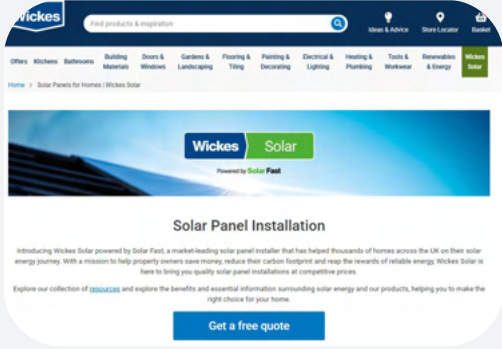 Wickes
Find products & inspiration
Ideas & Advice
Store Locator
Basket
Offers
Kitchens
Bathrooms
Building Materials
Doors & Windows
Gardens & Landscaping
Flooring & Tiling
Painting & Decorating
Electrical & Lighting
Heating & Plumbing
Tools & Workwear
Renewables & Energy
Wickes Solar
Home > Solar Panels for Homes | Wickes Solar
Wickes Solar
Powered by Solar Fast
Solar Panel Installation
Introducing Wickes Solar powered by Solar Fast, a market-leading solar panel installer that has helped thousands of homes across the UK on their solar
energy journey. With a mission to help property owners save money, reduce their carbon footprint and reap the rewards of reliable energy, Wickes Solar is
here to bring you quality solar panel installations at competitive prices.
Explore our collection of resources and explore the benefits and essential information surrounding solar energy and our products, helping you to make the
right choice for your home.
Get a free quote